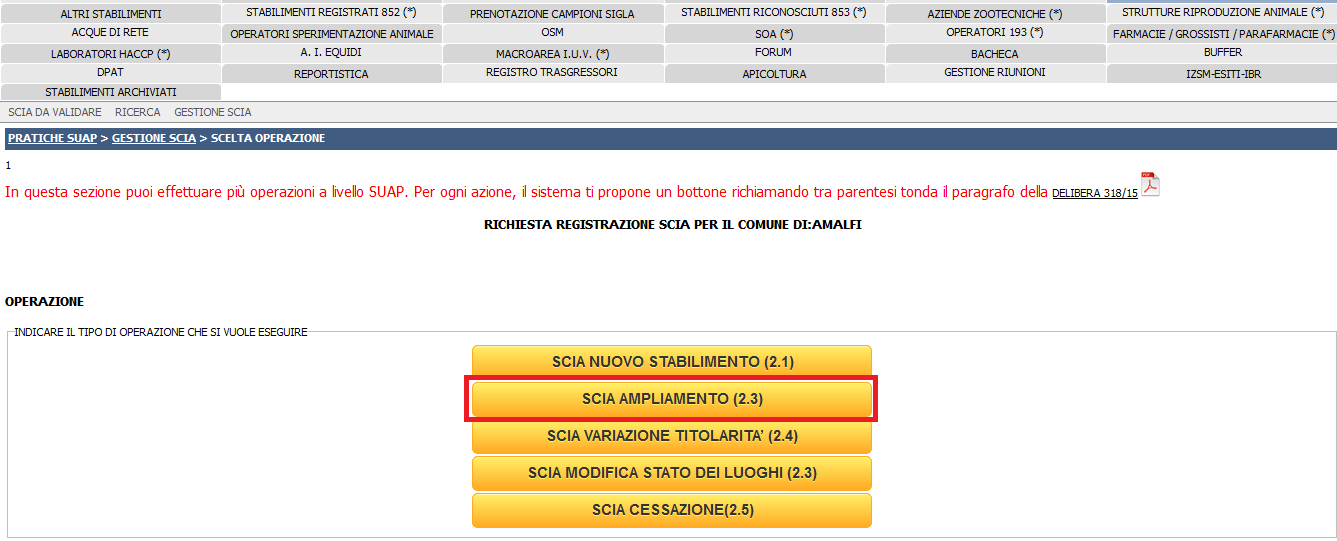 ALTRI STABILIMENTI STABILIMENTI REGISTRATI 852 (*) PRENOTAZIONE CAMPIONI SIGLA STABILIMENTI RICONOSCIUTI 853 (*) AZIENDE ZOOTECNICHE (*) STRUTTURE RIPRODUZIONE ANIMALE (*)
ACQUE DI RETE OPERATORI SPERIMENTAZIONE ANIMALE OSM SOA (*) OPERATORI 193 (*) FARMACIE / GROSSISTI / PARAFARMACIE (*)
LABORATORI HACCP (*) A. I. EQUIDI MACROAREA I.U.V. (*) FORUM BACHECA BUFFER
DPAT REPORTISTICA REGISTRO TRASGRESSORI APICOLTURA GESTIONE RIUNIONI IZSM-ESITI-IBR
STABILIMENTI ARCHIVIATI
SCIA DA VALIDARE RICERCA GESTIONE SCIA
PRATICHE SUAP > GESTIONE SCIA > SCELTA OPERAZIONE
1
In questa sezione puoi effettuare più operazioni a livello SUAP. Per ogni azione, il sistema ti propone un bottone richiamando tra parentesi tonda il paragrafo della DELIBERA 318/15
RICHIESTA REGISTRAZIONE SCIA PER IL COMUNE DI:AMALFI
OPERAZIONE
INDICARE IL TIPO DI OPERAZIONE CHE SI VUOLE ESEGUIRE
SCIA NUOVO STABILIMENTO (2.1)
SCIA AMPLIAMENTO (2.3)
SCIA VARIAZIONE TITOLARITA’ (2.4)
SCIA MODIFICA STATO DEI LUOGHI (2.3)
SCIA CESSAZIONE(2.5)